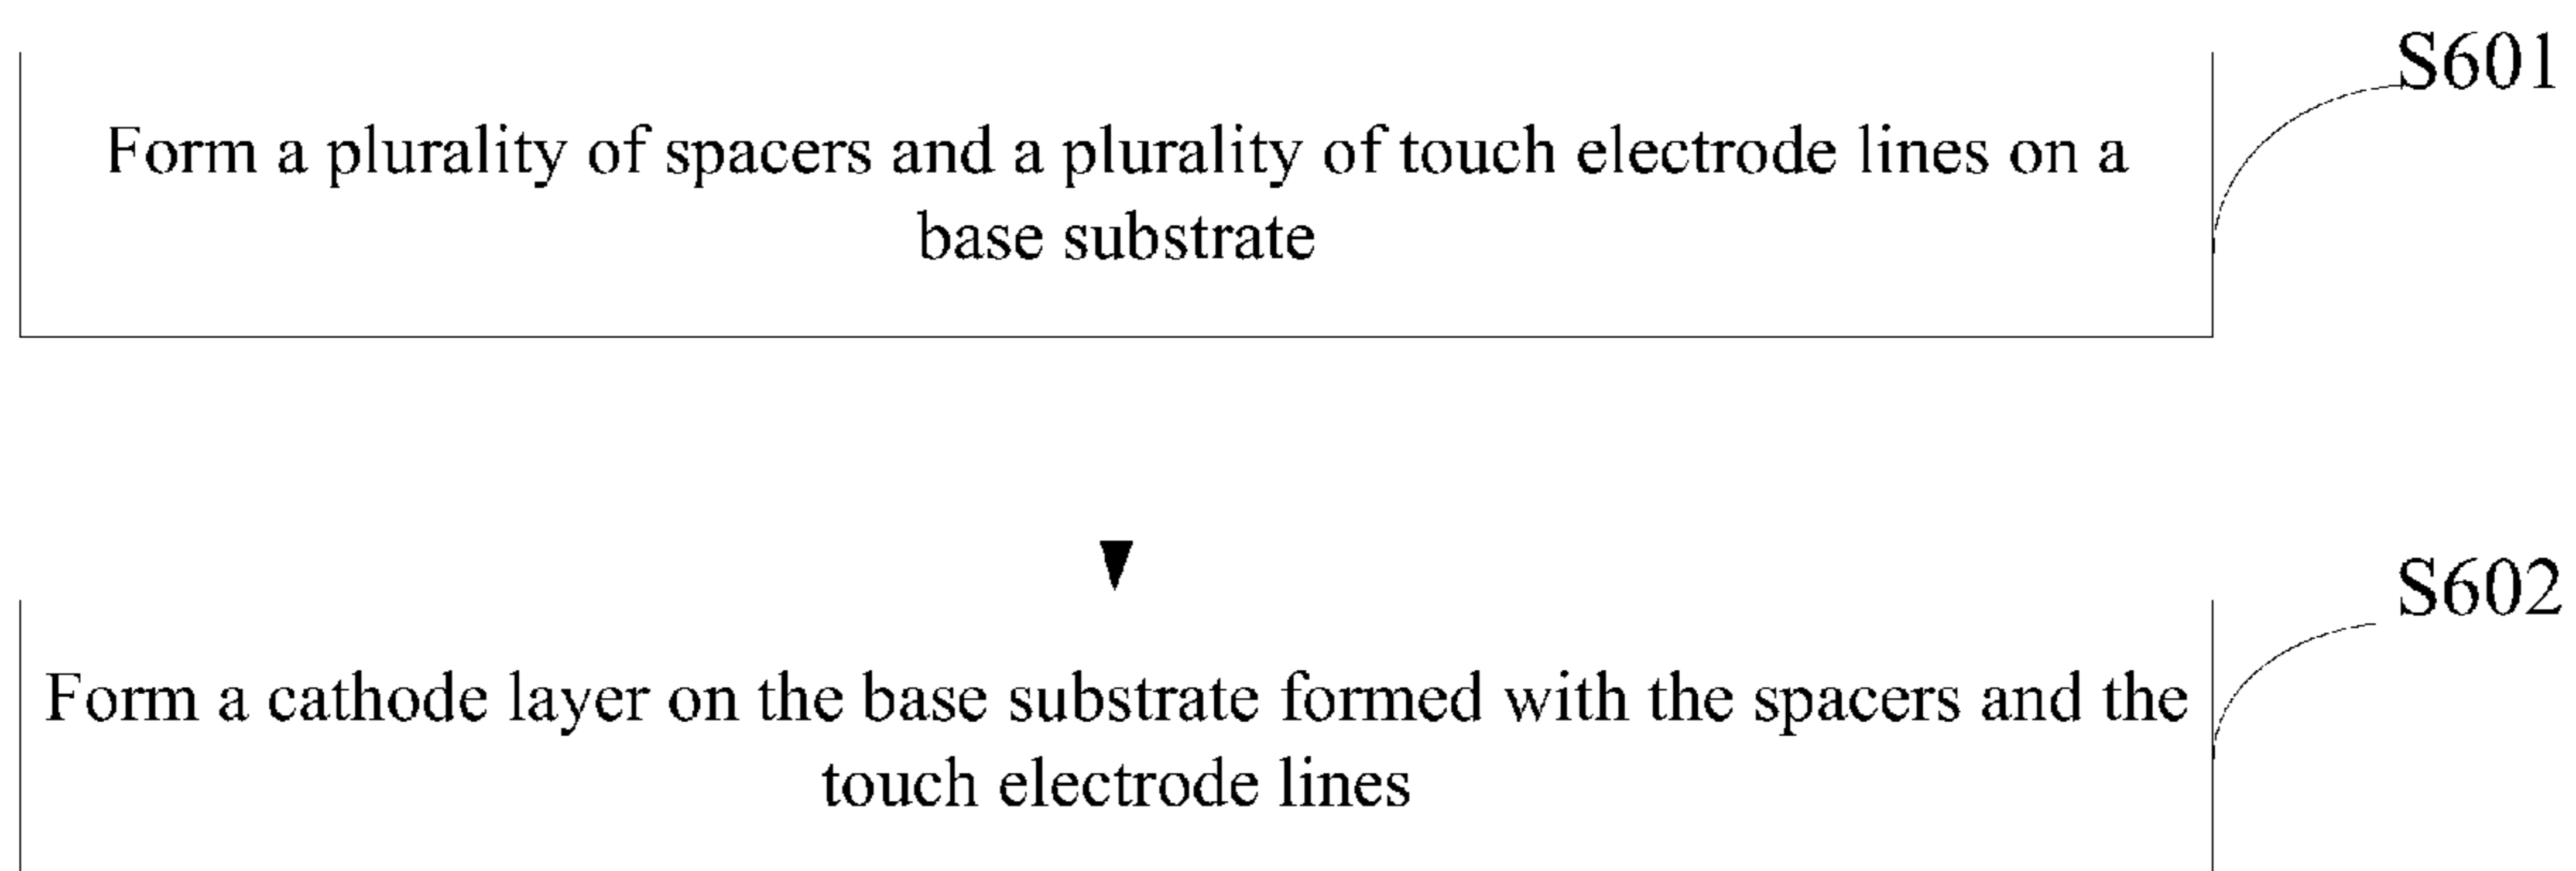 S601
Form a plurality of spacers and a plurality of touch electrode lines on a
base substrate
S602
Form a cathode layer on the base substrate formed with the spacers and the
touch electrode lines